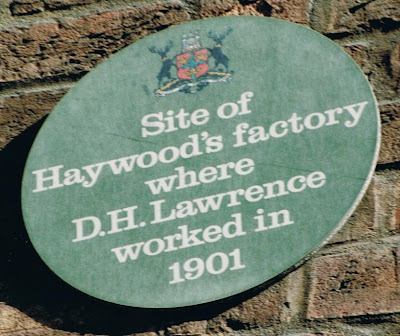 Site of
Haywood's factory
where
D.H. Lawrence
worked in
1901